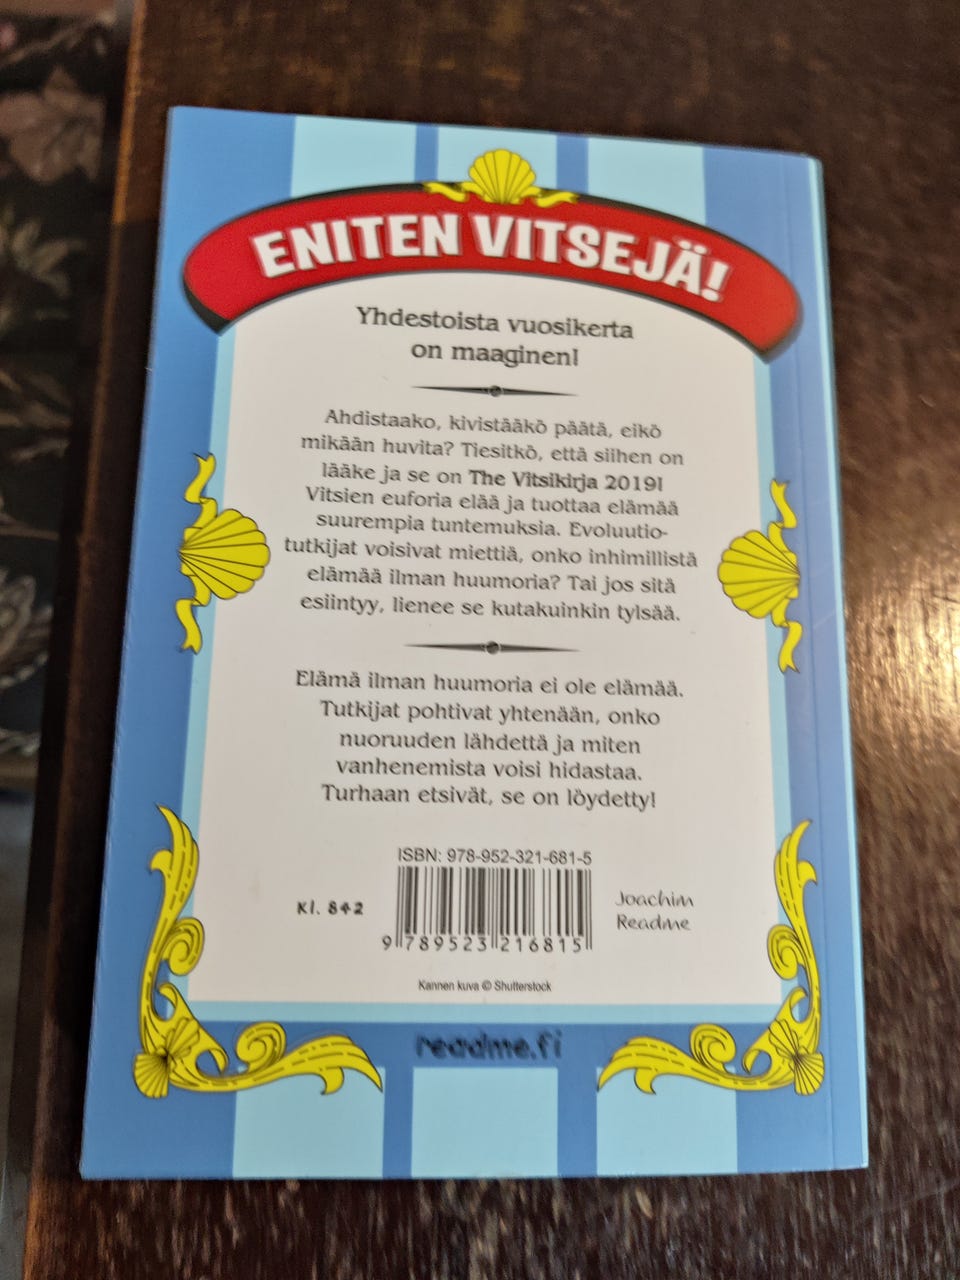 ENITEN VITSEJÄ!
Yhdestoista vuosikerta
on maaginen!
Ahdistaako, kivistääkö päätä, eikö
mikään huvita? Tiesitkö, että siihen on
lääke ja se on The Vitsikirja 2019!
Vitsien euforia elää ja tuottaa elämää
suurempia tuntemuksia. Evoluutio-
tutkijat voisivat miettiä, onko inhimillistä
elämää ilman huumoria? Tai jos sitä
esiintyy, lienee se kutakuinkin tylsää.
Elämä ilman huumoria ei ole elämää.
Tutkijat pohtivat yhtenään, onko
nuoruuden lähdettä ja miten
vanhenemista voisi hidastaa.
Turhaan etsivät, se on löydetty!
ISBN: 978-952-321-681-5
Kl. 842
Joachim
Readme
9 789523 216815
Kannen kuva © Shutterstock
readme.fi